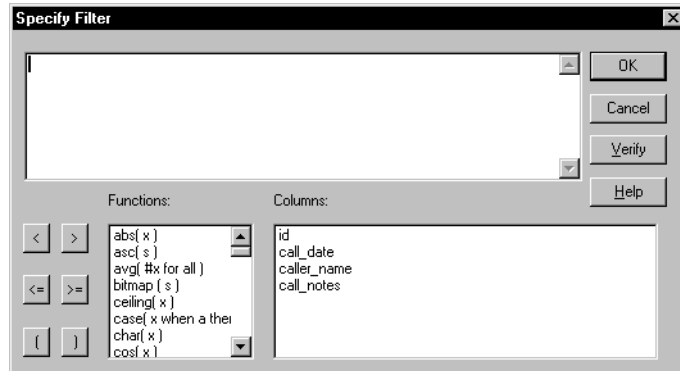 Specify Filter
OK
Cancel
Verify
Help
Functions:
Columns:
< >
<= >=
( )
abs( x )
asc( s )
avg( #x for all )
bitmap ( s )
ceiling( x )
case( x when a ther
char( x )
cos( x )
id
call_date
caller_name
call_notes